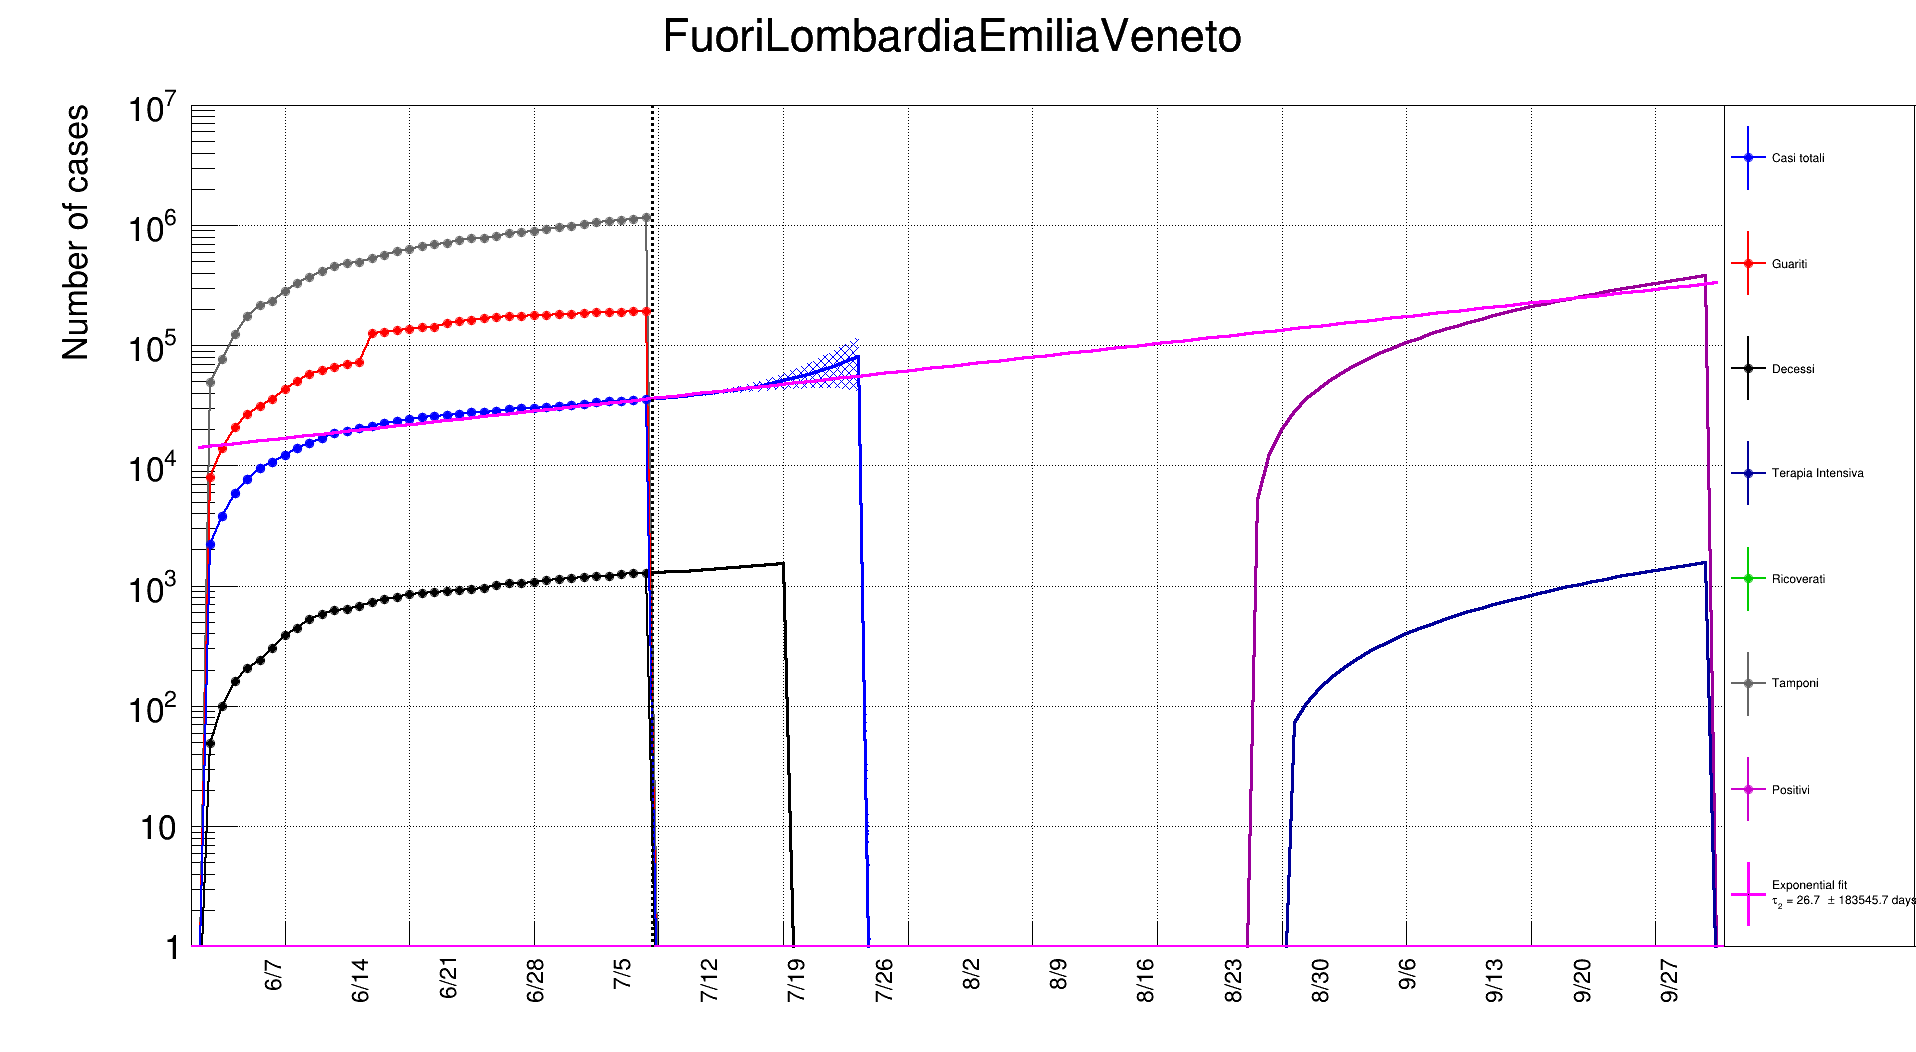 FuoriLombardiaEmiliaVeneto
Number of cases
10^7
10^6
10^5
10^4
10^3
10^2
10
1
6/7
6/14
6/21
6/28
7/5
7/12
7/19
7/26
8/2
8/9
8/16
8/23
8/30
9/6
9/13
9/20
9/27
Casi totali
Guariti
Decessi
Terapia Intensiva
Ricoverati
Tamponi
Positivi
Exponential fit
τ_2 = 26.7 ± 183545.7 days